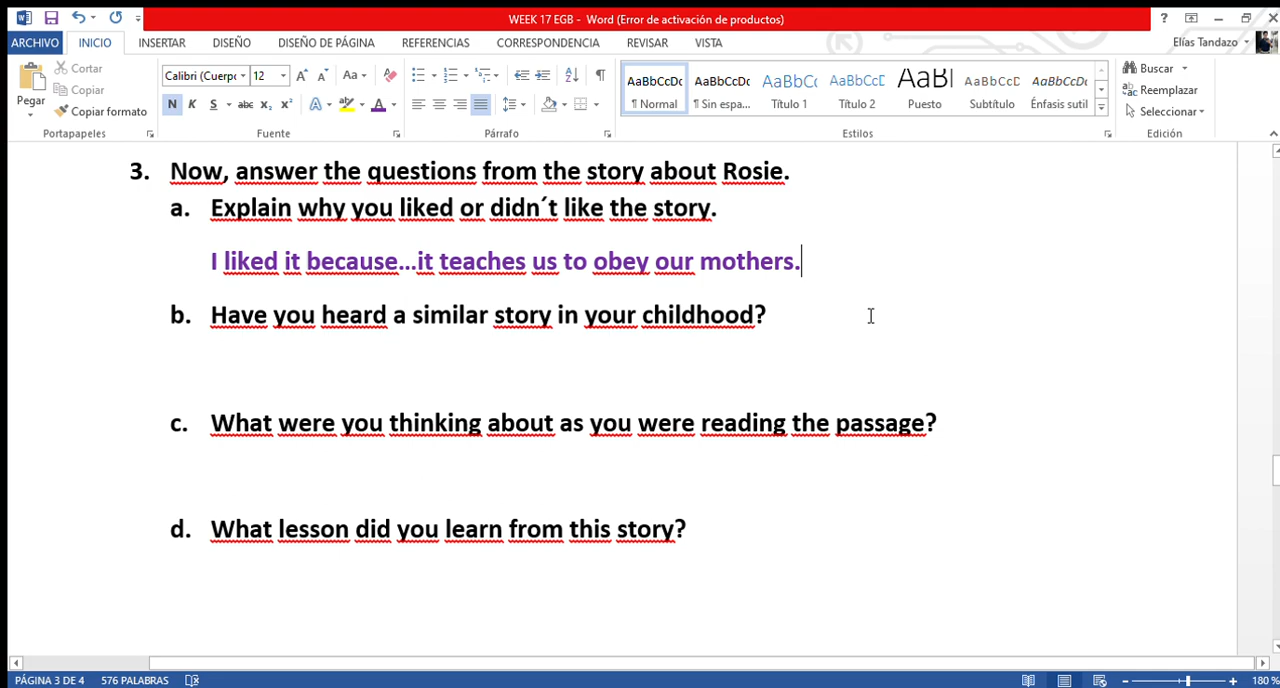 WEEK 17 EGB - Word (Error de activación de productos)
ARCHIVO INICIO INSERTAR DISEÑO DISEÑO DE PÁGINA REFERENCIAS CORRESPONDENCIA REVISAR VISTA Elías Tandazo
Pegar
Cortar
Copiar
Copiar formato
Portapapeles
Calibri (Cuerpo 12
N K S abc x₂ x²
Fuente
Párrafo
AaBbCcDc AaBbCcDc AaBbCc AaBbCcD AaBl AaBbCcD AaBbCcDc
¶ Normal ¶ Sin espa... Título 1 Título 2 Puesto Subtítulo Énfasis sutil
Estilos
Buscar
Reemplazar
Seleccionar
Edición
3. Now, answer the questions from the story about Rosie.
a. Explain why you liked or didn´t like the story.
I liked it because...it teaches us to obey our mothers.
b. Have you heard a similar story in your childhood?
c. What were you thinking about as you were reading the passage?
d. What lesson did you learn from this story?
PÁGINA 3 DE 4 576 PALABRAS 180 %